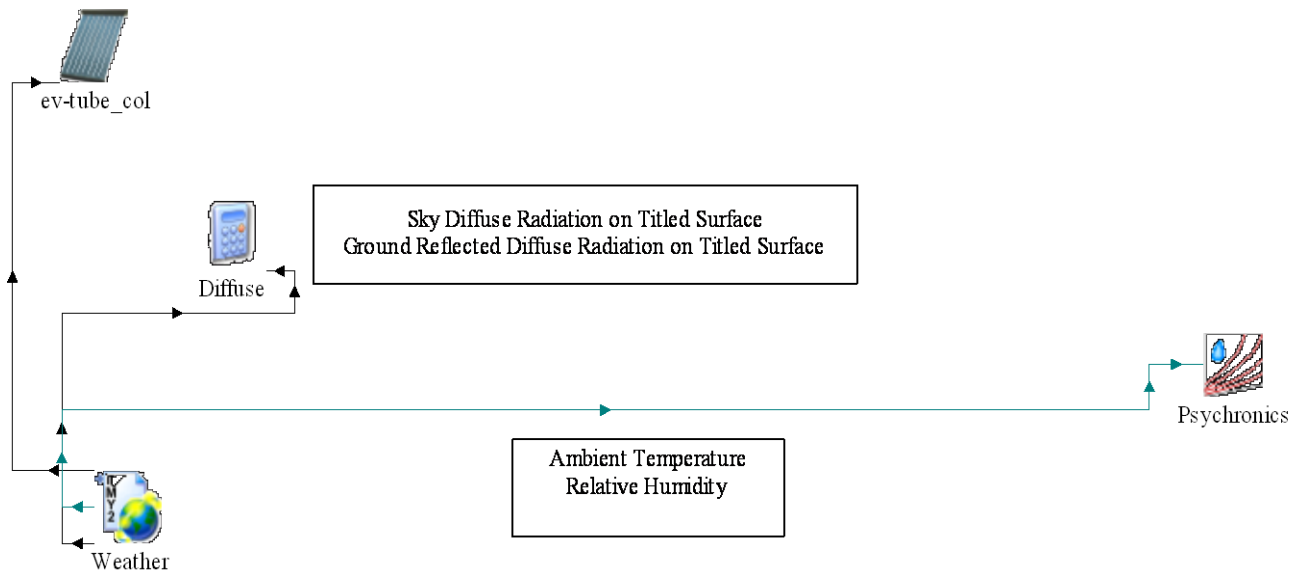 ev-tube_col
Sky Diffuse Radiation on Titled Surface
Ground Reflected Diffuse Radiation on Titled Surface
Diffuse
Psychronics
Ambient Temperature
Relative Humidity
TMY2
Weather